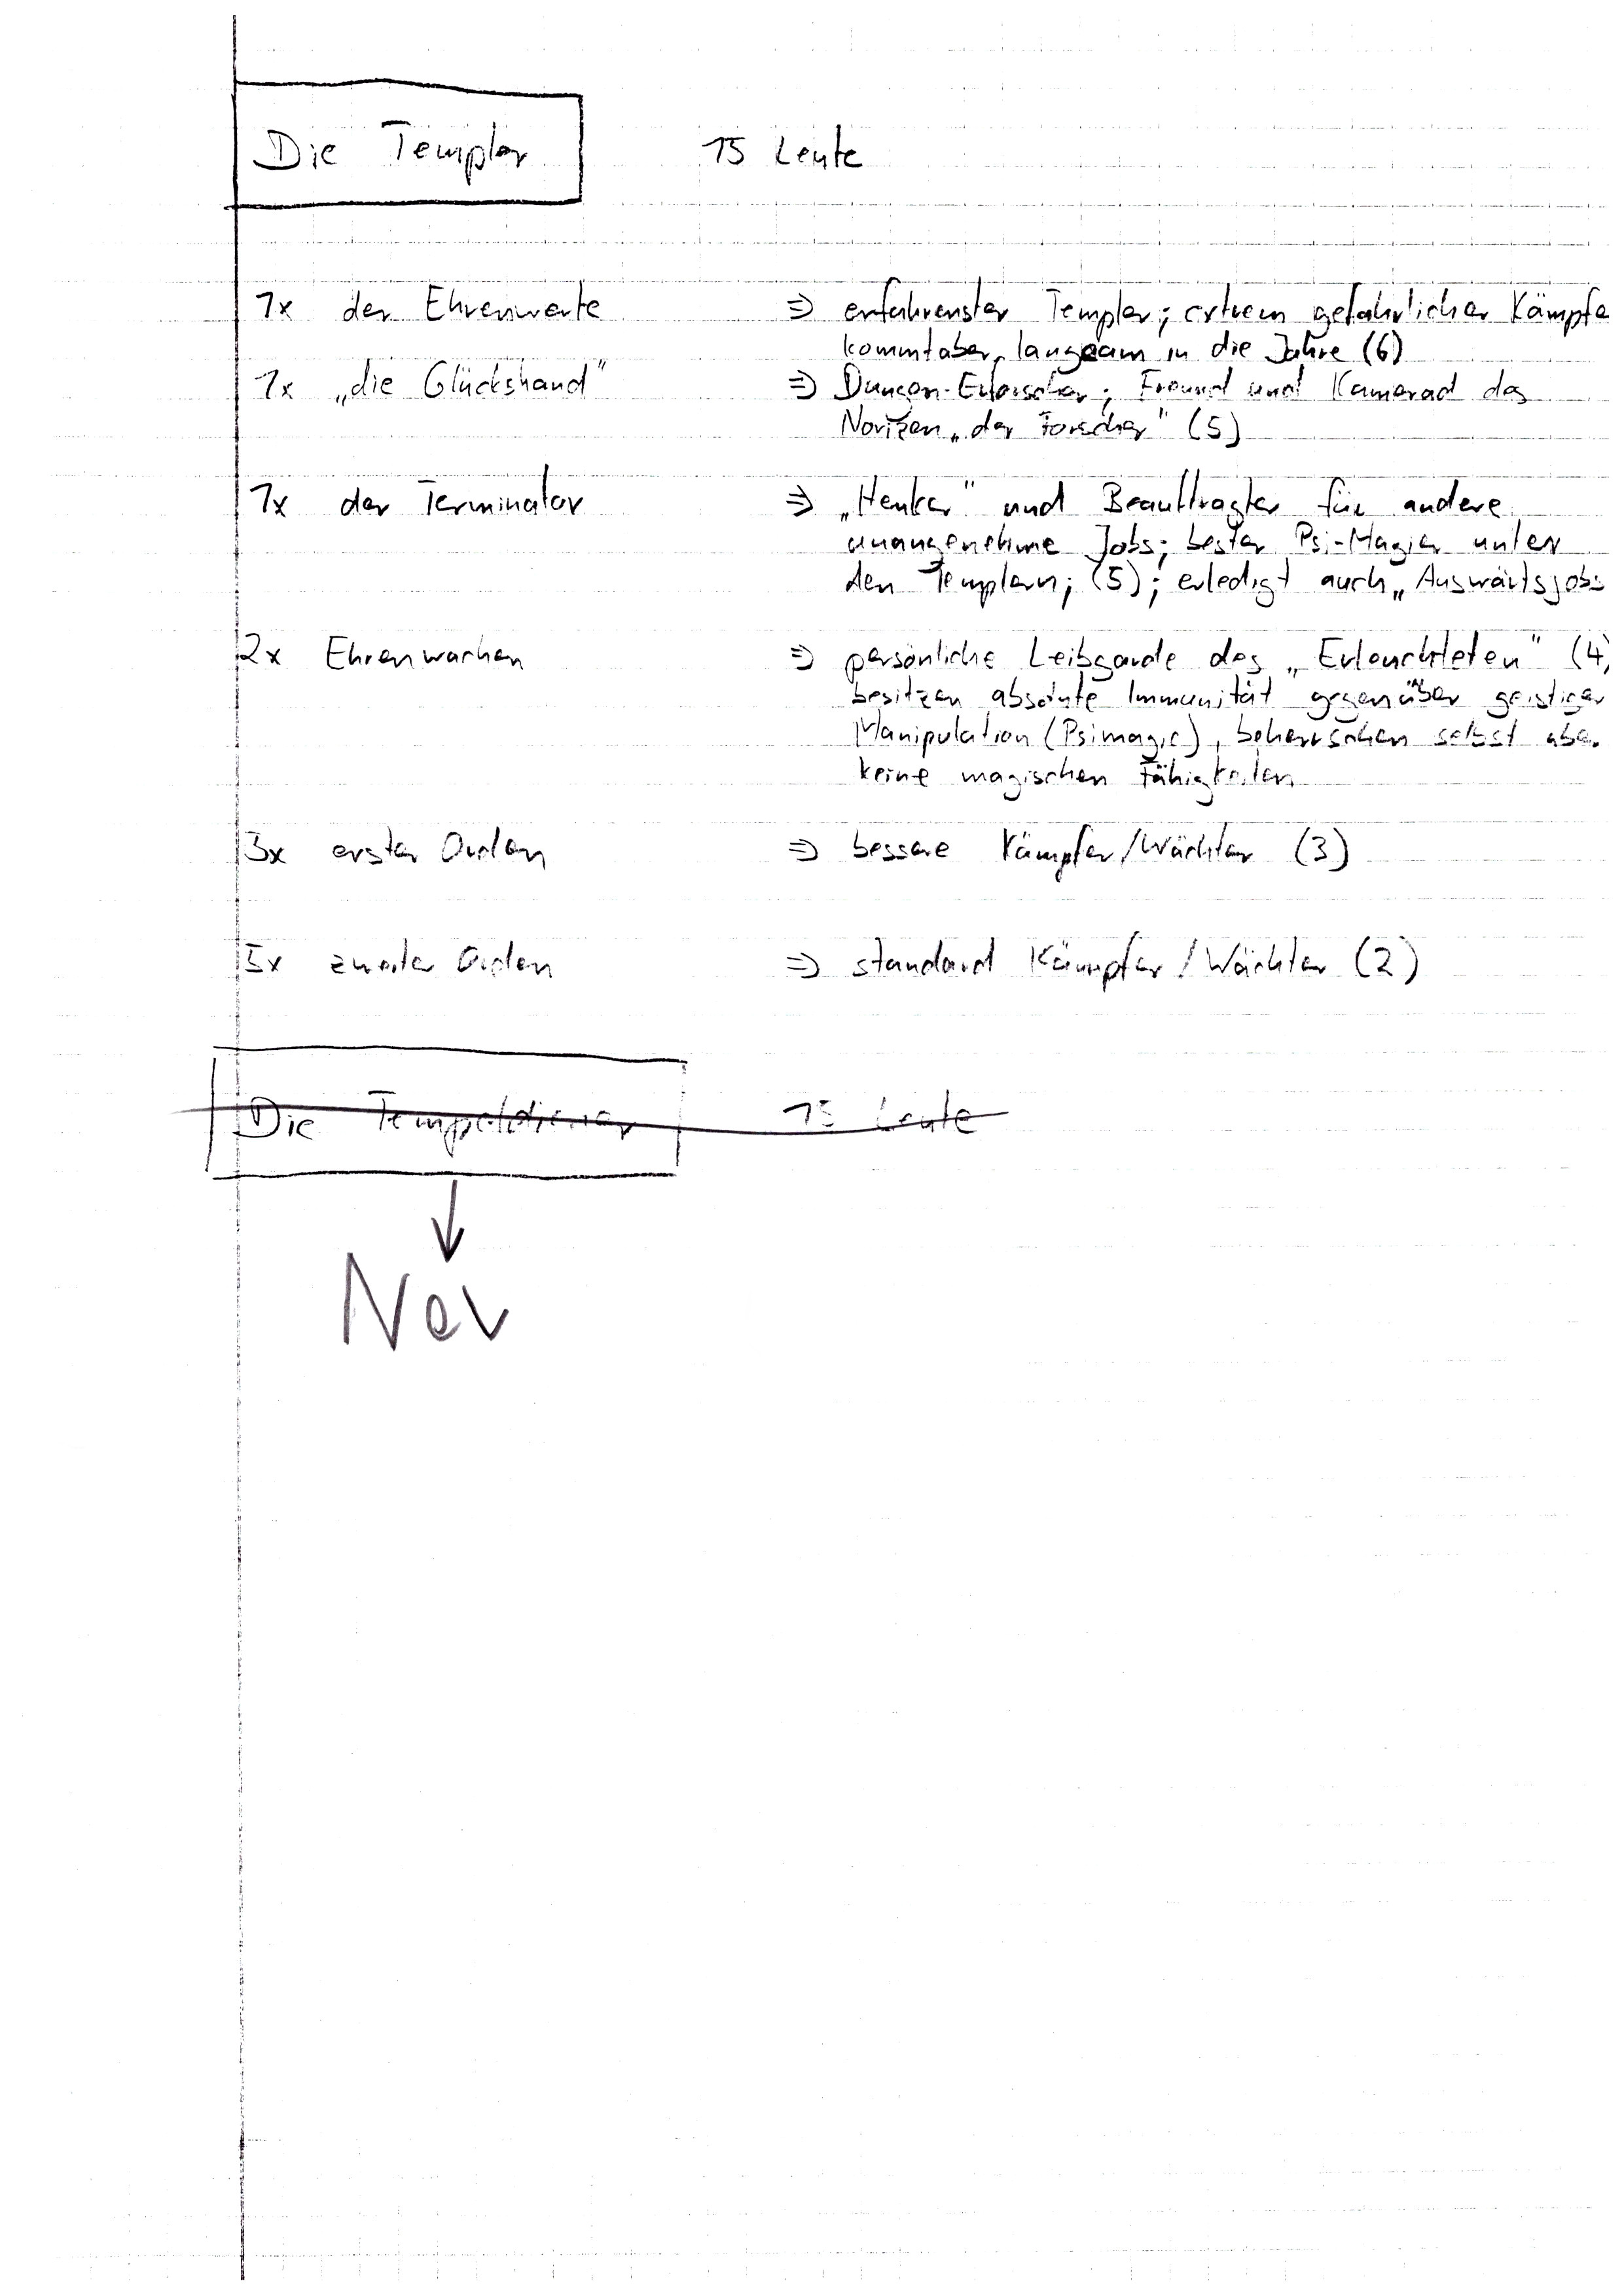 Die Templer 15 Leute
1x der Ehrenwerte => erfahrenster Templer; extrem gefährlicher Kämpfe
kommt aber langsam in die Jahre (6)
1x „die Glückshand" => Erforscher; Freund und Kamerad des
Novizen „der Forscher" (5)
1x der Terminator => „Henker" und Beauftragter für andere
unangenehme Jobs; bester Psi-Magier unter
den Templern; (5); erledigt auch „Auswärtsjobs
2x Ehrenwachen => persönliche Leibgarde des „Erleuchteten" (4)
besitzen absolute Immunität gegenüber geistiger
Manipulation (Psimagie), beherrschen selbst abe
keine magischen Fähigkeiten
3x erster Orden => bessere Kämpfer/Wächter (3)
5x zweiter Orden => standard Kämpfer/Wächter (2)
Die Tempeldiener 15 Leute
Neu